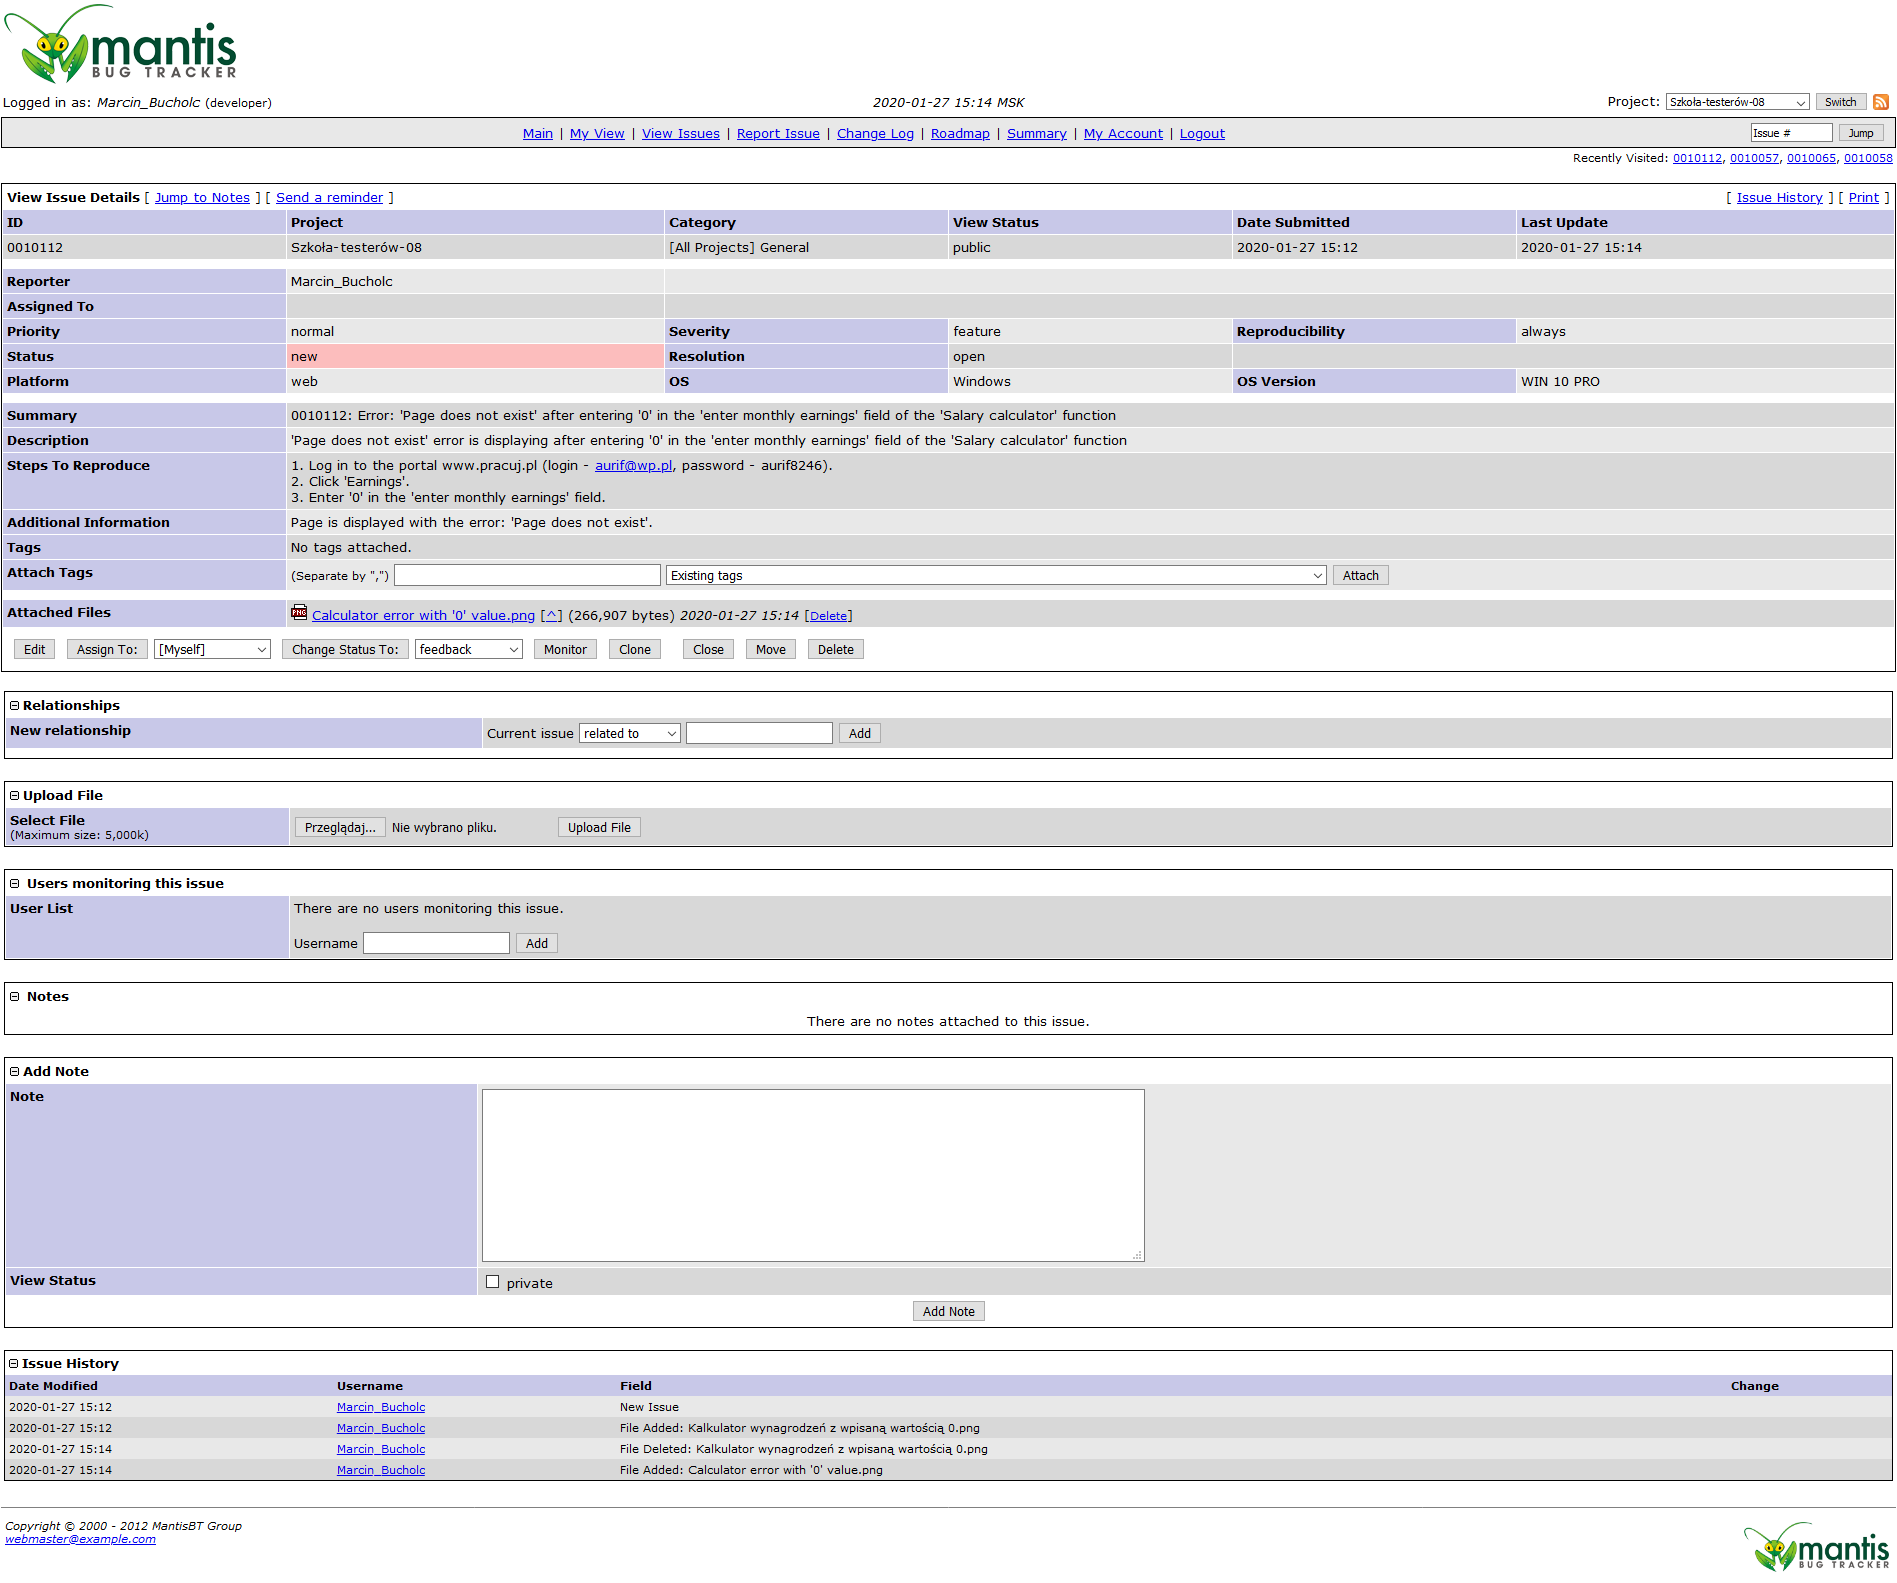 mantis
BUG TRACKER
Logged in as: Marcin_Bucholc (developer) 2020-01-27 15:14 MSK Project: Szkoła-testerów-08 Switch
Main | My View | View Issues | Report Issue | Change Log | Roadmap | Summary | My Account | Logout Issue # Jump
Recently Visited: 0010112, 0010057, 0010065, 0010058
View Issue Details [ Jump to Notes ] [ Send a reminder ] [ Issue History ] [ Print ]
ID Project Category View Status Date Submitted Last Update
0010112 Szkoła-testerów-08 [All Projects] General public 2020-01-27 15:12 2020-01-27 15:14
Reporter Marcin_Bucholc
Assigned To
Priority normal Severity feature Reproducibility always
Status new Resolution open
Platform web OS Windows OS Version WIN 10 PRO
Summary 0010112: Error: 'Page does not exist' after entering '0' in the 'enter monthly earnings' field of the 'Salary calculator' function
Description 'Page does not exist' error is displaying after entering '0' in the 'enter monthly earnings' field of the 'Salary calculator' function
Steps To Reproduce 1. Log in to the portal www.pracuj.pl (login - aurif@wp.pl, password - aurif8246).
2. Click 'Earnings'.
3. Enter '0' in the 'enter monthly earnings' field.
Additional Information Page is displayed with the error: 'Page does not exist'.
Tags No tags attached.
Attach Tags (Separate by ",") Existing tags Attach
Attached Files PNG Calculator error with '0' value.png [^] (266,907 bytes) 2020-01-27 15:14 [Delete]
Edit Assign To: [Myself] Change Status To: feedback Monitor Clone Close Move Delete
Relationships
New relationship Current issue related to Add
Upload File
Select File Przeglądaj... Nie wybrano pliku. Upload File
(Maximum size: 5,000k)
Users monitoring this issue
User List There are no users monitoring this issue.
Username Add
Notes
There are no notes attached to this issue.
Add Note
Note
View Status private
Add Note
Issue History
Date Modified Username Field Change
2020-01-27 15:12 Marcin_Bucholc New Issue
2020-01-27 15:12 Marcin_Bucholc File Added: Kalkulator wynagrodzeń z wpisaną wartością 0.png
2020-01-27 15:14 Marcin_Bucholc File Deleted: Kalkulator wynagrodzeń z wpisaną wartością 0.png
2020-01-27 15:14 Marcin_Bucholc File Added: Calculator error with '0' value.png
Copyright © 2000 - 2012 MantisBT Group
webmaster@example.com
mantis
BUG TRACKER